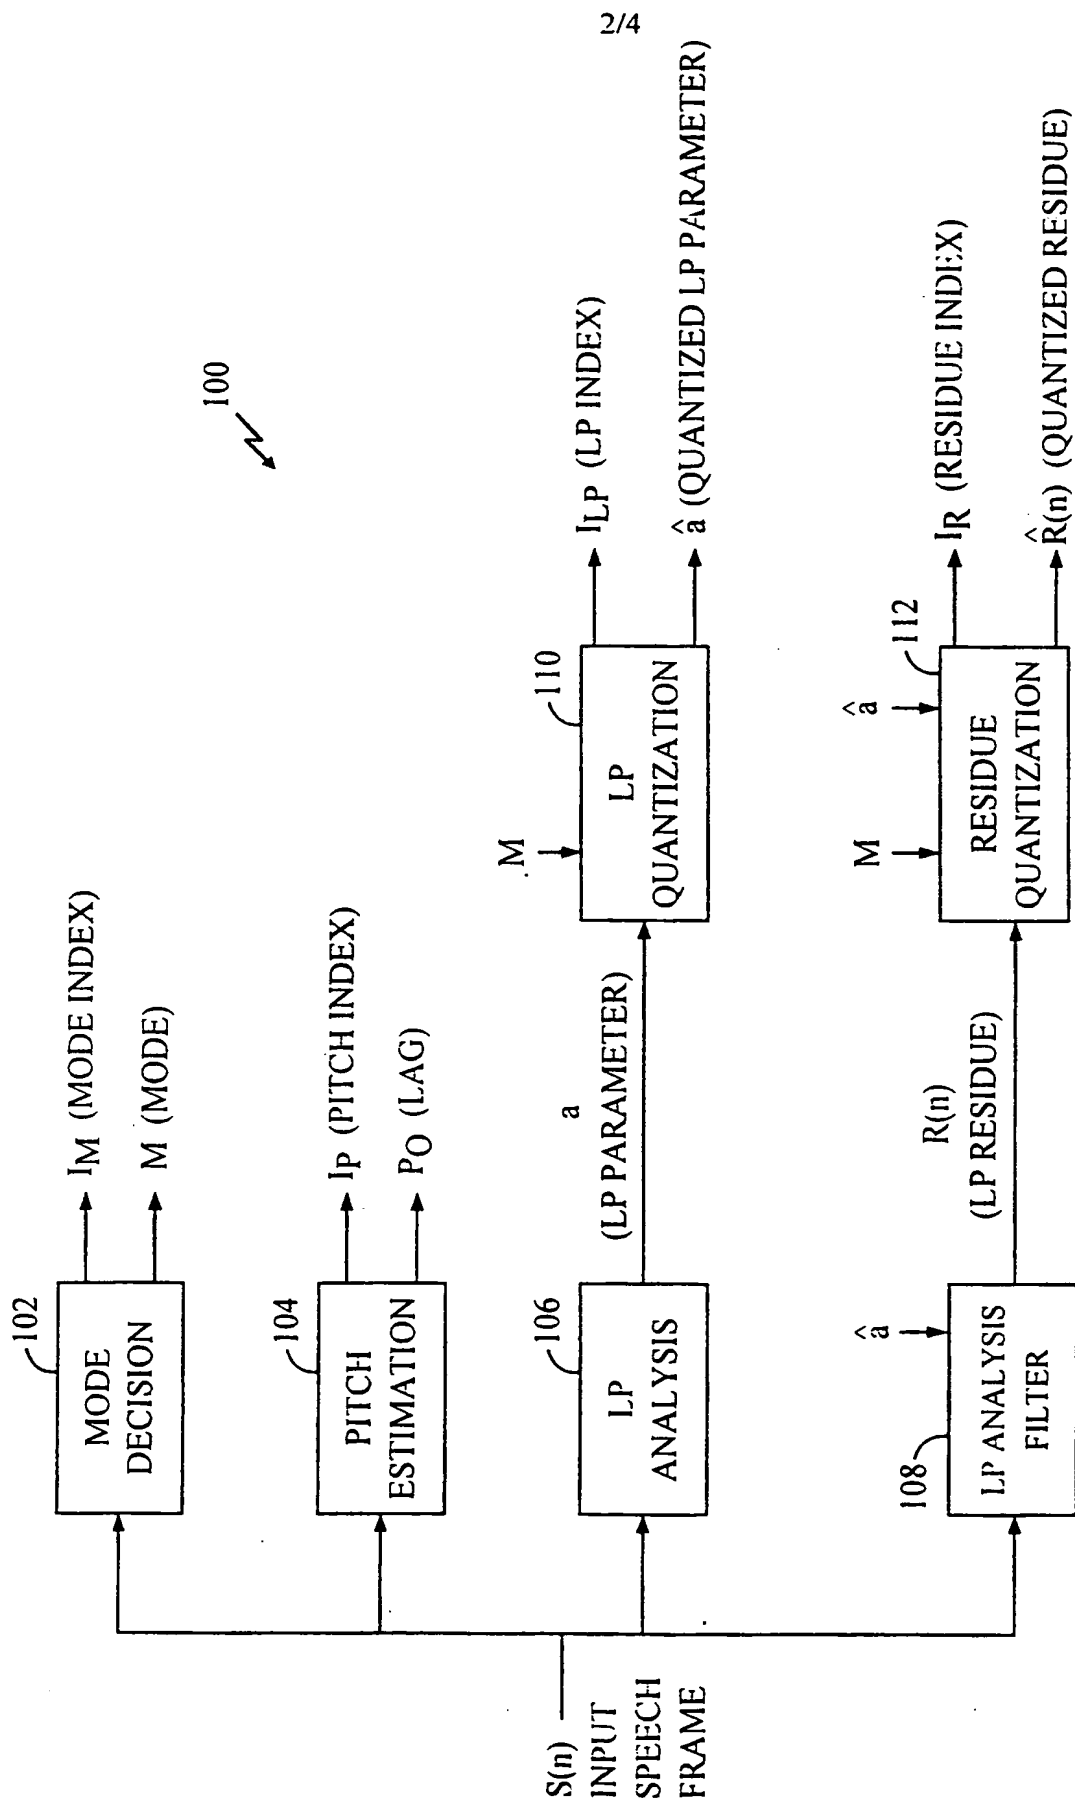 2/4
100
102
MODE
DECISION
I_M (MODE INDEX)
M (MODE)
104
PITCH
ESTIMATION
I_P (PITCH INDEX)
P_O (LAG)
S(n)
INPUT
SPEECH
FRAME
106
LP
ANALYSIS
a
(LP PARAMETER)
M
110
LP
QUANTIZATION
I_LP (LP INDEX)
â (QUANTIZED LP PARAMETER)
108
â
LP ANALYSIS
FILTER
R(n)
(LP RESIDUE)
M
â
112
RESIDUE
QUANTIZATION
I_R (RESIDUE INDEX)
R̂(n) (QUANTIZED RESIDUE)